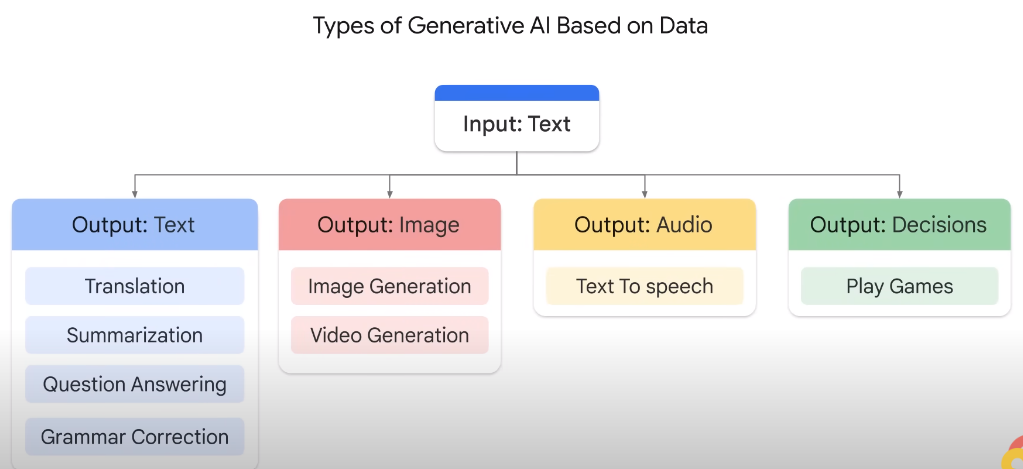 Types of Generative AI Based on Data
Input: Text
Output: Text
Translation
Summarization
Question Answering
Grammar Correction
Output: Image
Image Generation
Video Generation
Output: Audio
Text To speech
Output: Decisions
Play Games